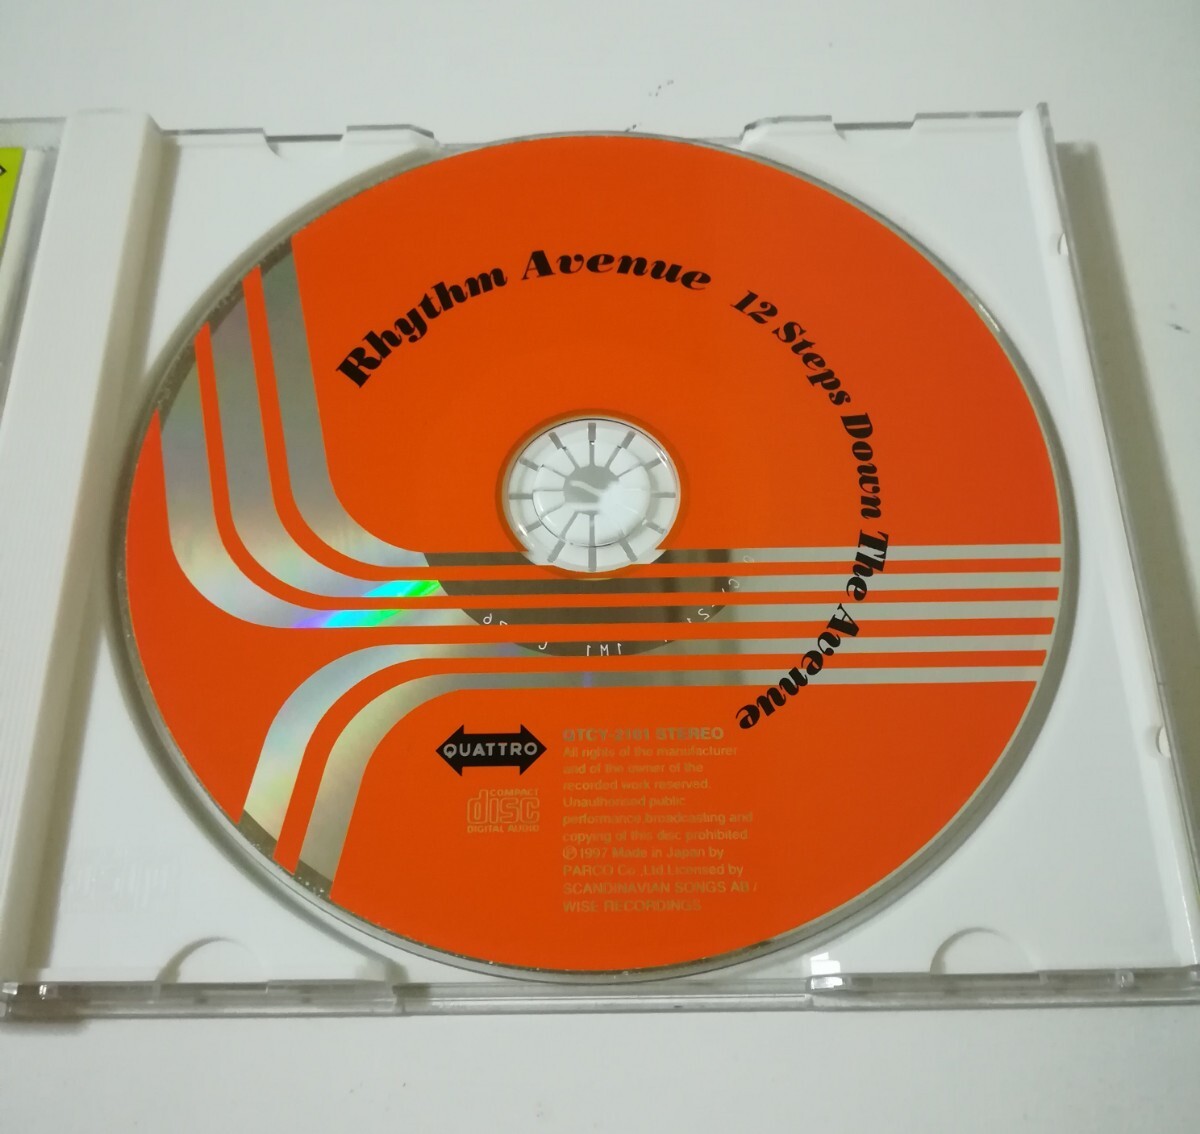 Rhythm Avenue
12 Steps Down The Avenue
QUATTRO
COMPACT
disc
DIGITAL AUDIO
STEREO
All rights of the manufacturer
and of the owner of the
recorded work reserved.
Unauthorised public
performance, broadcasting and
copying of this disc prohibited
Ⓟ 1997 Made in Japan by
PARCO Co.,Ltd Licensed by
SCANDINAVIAN SONGS AB /
WISE RECORDINGS